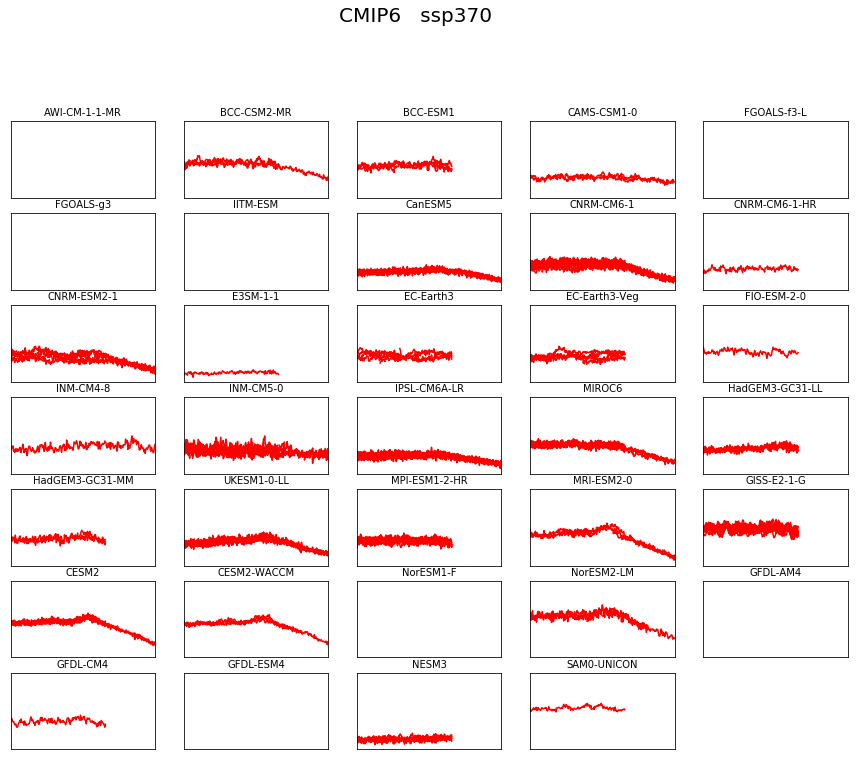 CMIP6 ssp370
AWI-CM-1-1-MR BCC-CSM2-MR BCC-ESM1 CAMS-CSM1-0 FGOALS-f3-L
FGOALS-g3 IITM-ESM CanESM5 CNRM-CM6-1 CNRM-CM6-1-HR
CNRM-ESM2-1 E3SM-1-1 EC-Earth3 EC-Earth3-Veg FIO-ESM-2-0
INM-CM4-8 INM-CM5-0 IPSL-CM6A-LR MIROC6 HadGEM3-GC31-LL
HadGEM3-GC31-MM UKESM1-0-LL MPI-ESM1-2-HR MRI-ESM2-0 GISS-E2-1-G
CESM2 CESM2-WACCM NorESM1-F NorESM2-LM GFDL-AM4
GFDL-CM4 GFDL-ESM4 NESM3 SAM0-UNICON